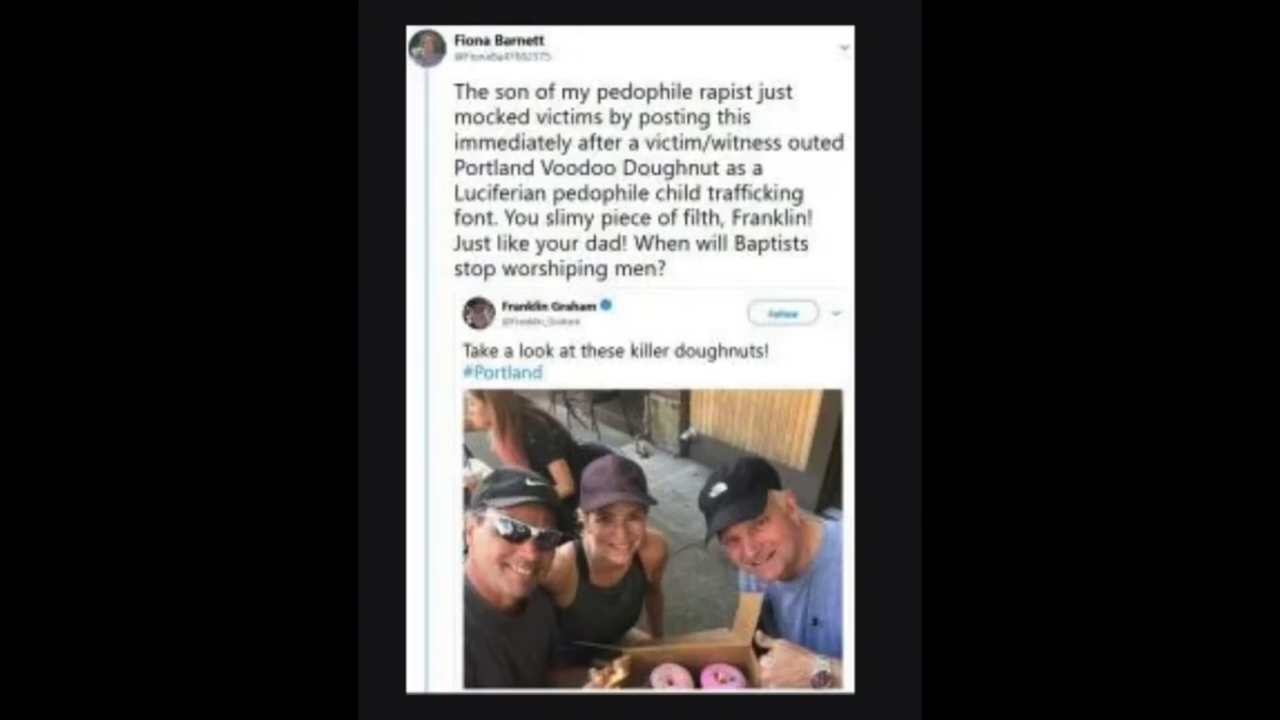 Fiona Barnett
The son of my pedophile rapist just
mocked victims by posting this
immediately after a victim/witness outed
Portland Voodoo Doughnut as a
Luciferian pedophile child trafficking
font. You slimy piece of filth, Franklin!
Just like your dad! When will Baptists
stop worshiping men?
Franklin Graham
@Franklin_Graham
Follow
Take a look at these killer doughnuts!
#Portland